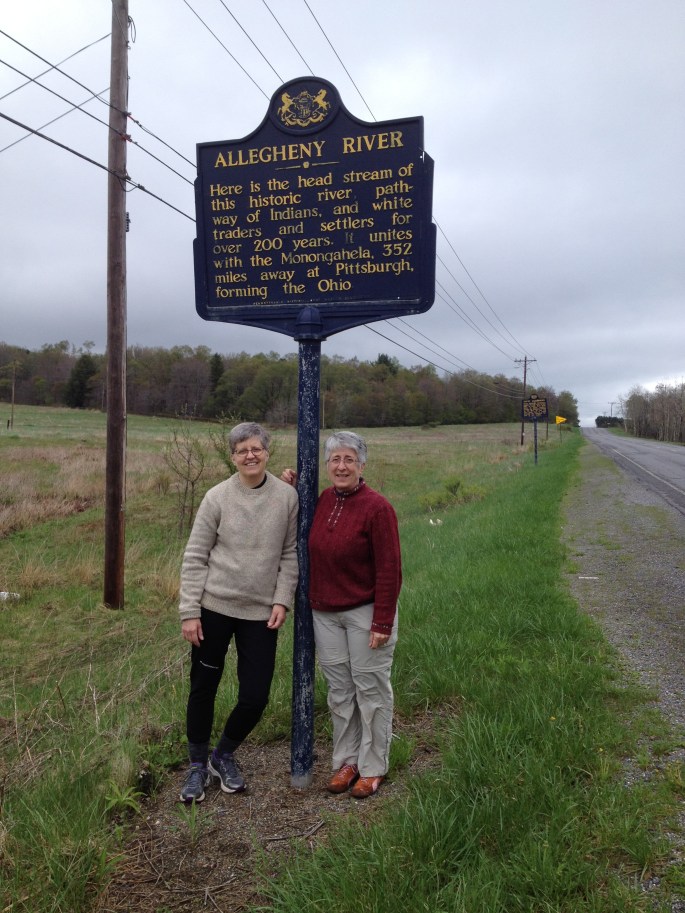 ALLEGHENY RIVER
Here is the head stream of
this historic river, path-
way of Indians, and white
traders and settlers for
over 200 years. It unites
with the Monongahela, 352
miles away at Pittsburgh,
forming the Ohio